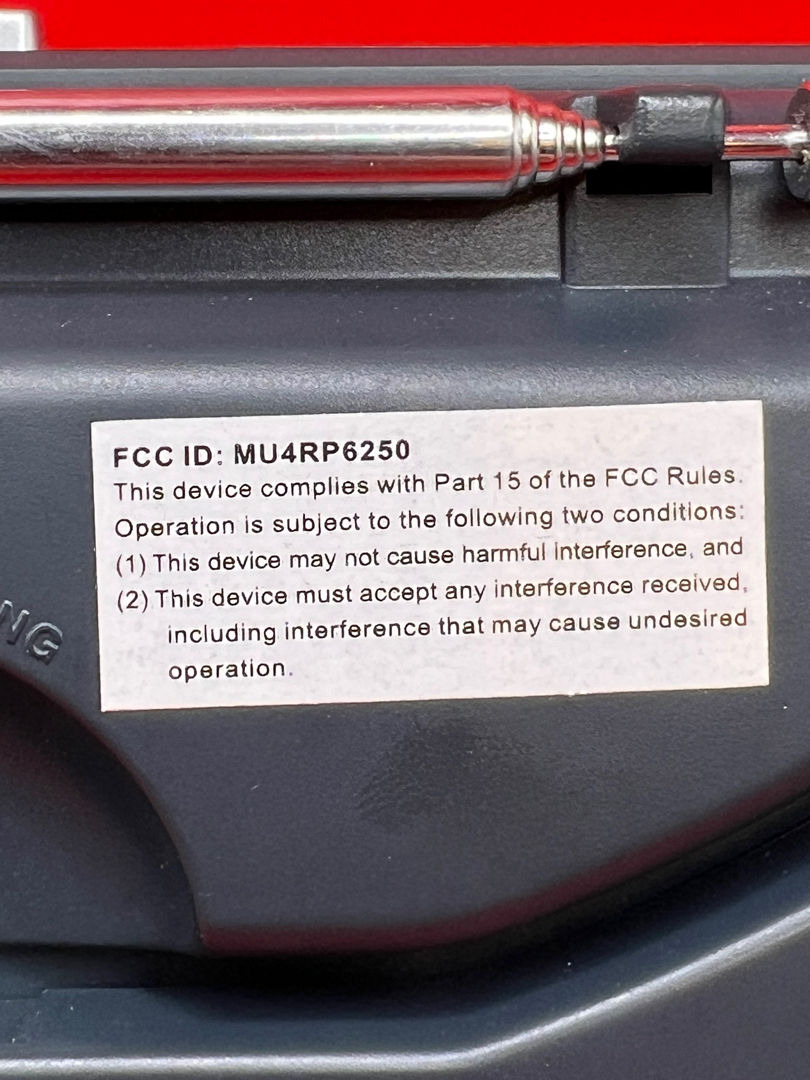 FCC ID: MU4RP6250
This device complies with Part 15 of the FCC Rules.
Operation is subject to the following two conditions:
(1) This device may not cause harmful interference, and
(2) This device must accept any interference received,
including interference that may cause undesired
operation.
NG